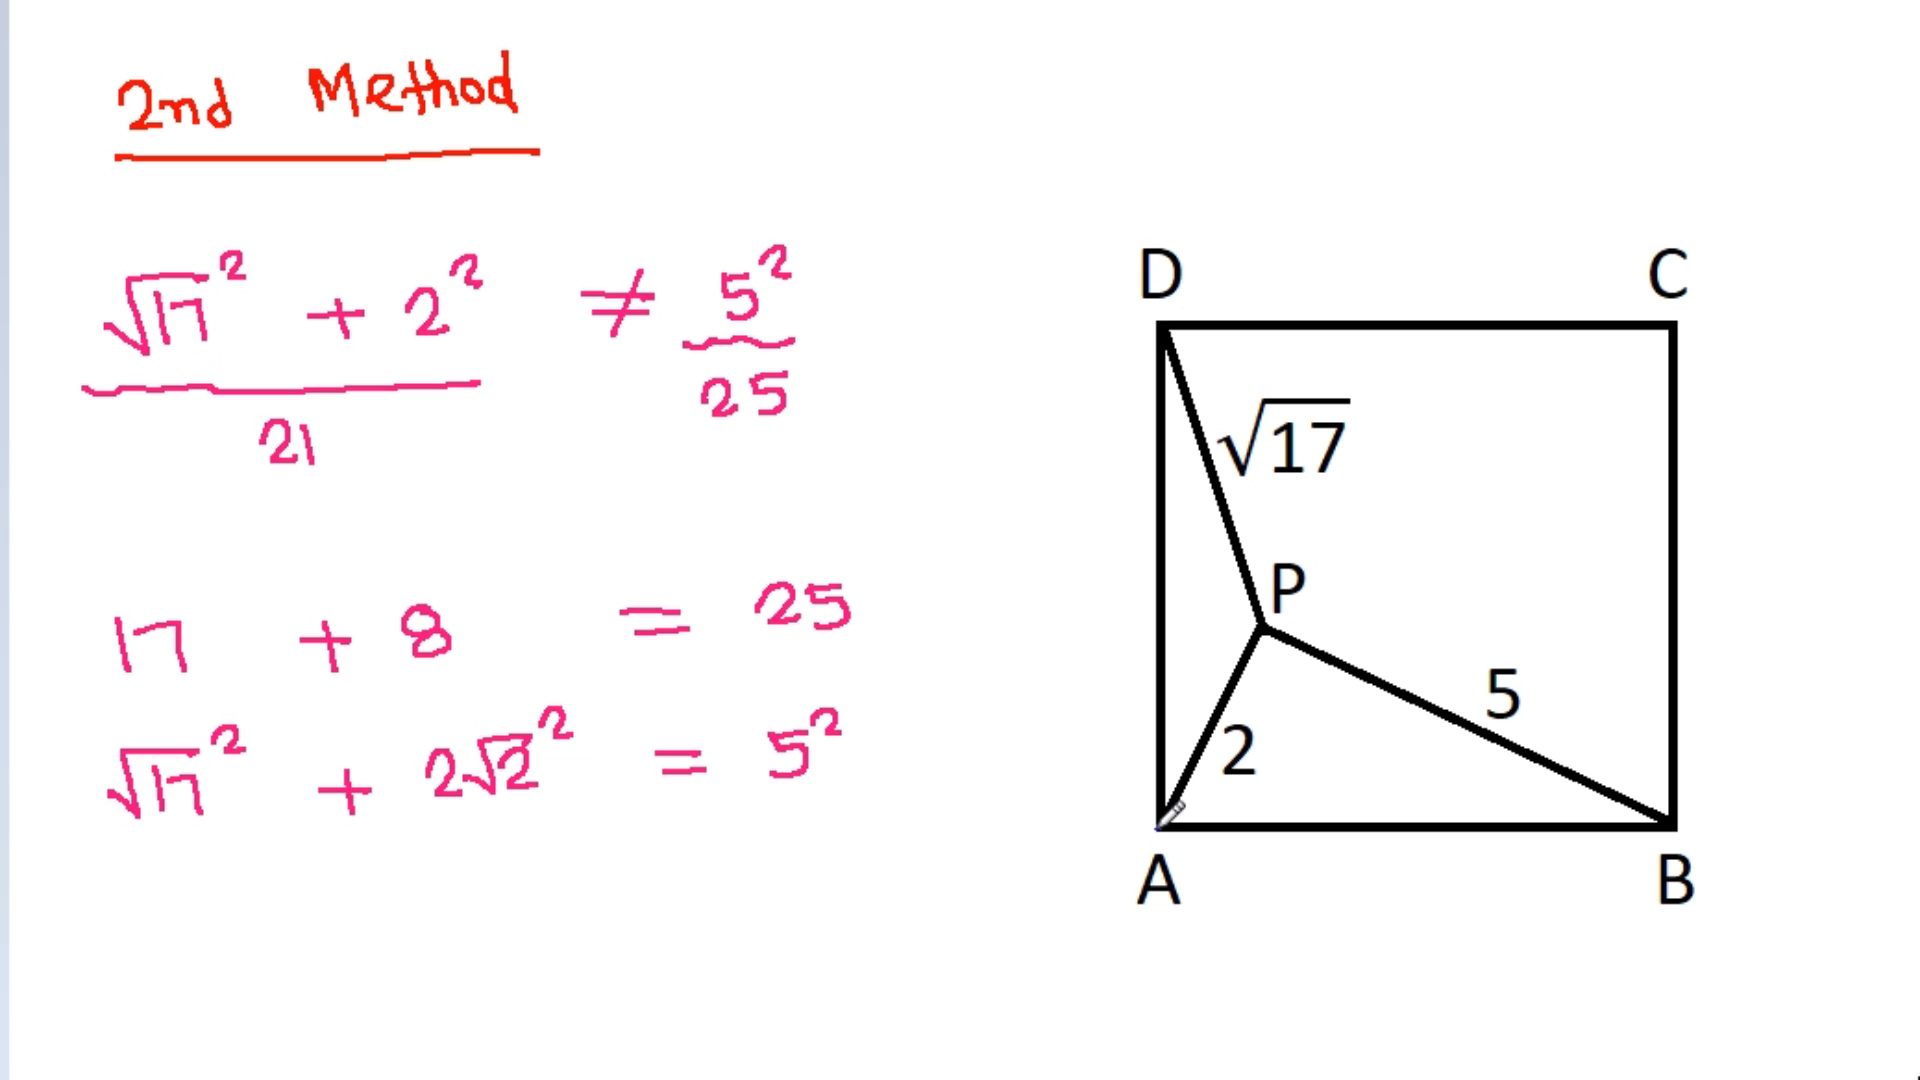 2nd Method
√17² + 2² ≠ 5²
21 25
17 + 8 = 25
√17² + 2√2² = 5²
D C
√17
P
5
2
A B